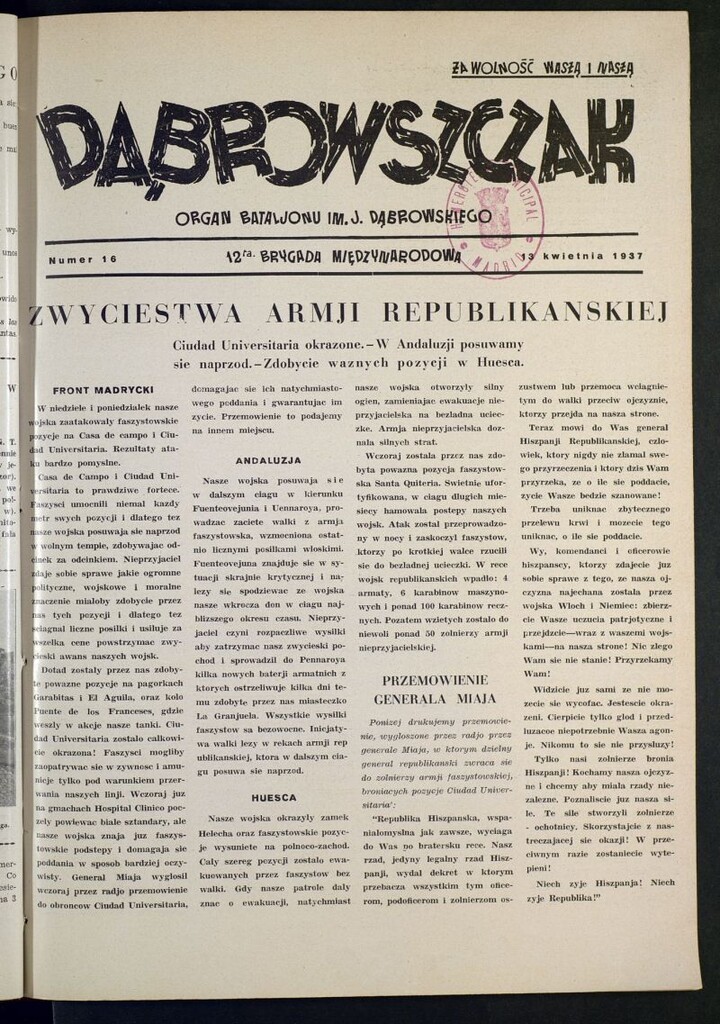 ZA WOLNOŚĆ WASZĄ I NASZĄ
DĄBROWSZCZAK
ORGAN BATALJONU IM. J. DĄBROWSKIEGO
HEMEROTECA MUNICIPAL
MADRID
Numer 16
12ra. BRYGADA MIĘDZYNARODOWA
13 kwietnia 1937
ZWYCIESTWA ARMJI REPUBLIKANSKIEJ
Ciudad Universitaria okrazone.-W Andaluzji posuwamy
sie naprzod.-Zdobycie waznych pozycji w Huesca.
FRONT MADRYCKI
W niedziele i poniedzialek nasze
wojska zaatakowaly faszystowskie
pozycje na Casa de campo i Ciu-
dad Universitaria. Rezultaty ata-
ku bardzo pomyslne.
Casa de Campo i Ciudad Uni-
versitaria to prawdziwe fortece.
Faszysci umocnili niemal kazdy
metr swych pozycji i dlatego tez
nasze wojska posuwaja sie naprzod
w wolnym tempie, zdobywajac od-
cinek za odcinkiem. Nieprzyjaciel
zdaje sobie sprawe jakie ogromne
polityczne, wojskowe i moralne
znaczenie mialoby zdobycie przez
nas tych pozycji i dlatego tez
sciagnal liczne posilki i usiluje za
wszelka cene powstrzymac zwy-
cieski awans naszych wojsk.
Dotad zostaly przez nas zdoby-
te powazne pozycje na pagorkach
Garabitas i El Aguila, oraz kolo
Puente de los Franceses, gdzie
weszly w akcje nasze tanki. Ciu-
dad Universitaria zostalo calkowi-
cie okrazona! Faszysci mogliby
zaopatrywac sie w zywnosc i amu-
nicje tylko pod warunkiem przer-
wania naszych linji. Wczoraj juz
na gmachach Hospital Clinico poc-
zely powiewac biale sztandary, ale
nasze wojska znaja juz faszys-
towskie podstepy i domagaja sie
poddania w sposob bardziej oczy-
wisty. General Miaja wyglosil
wczoraj przez radjo przemowienie
do obroncow Ciudad Universitaria,
domagajac sie ich natychmiasto-
wego poddania i gwarantujac im
zycie. Przemowienie to podajemy
na innem miejscu.
ANDALUZJA
Nasze wojska posuwaja sie
w dalszym ciagu w kierunku
Fuenteovejunia i Uennaroya, pro-
wadzac zaciete walki z armja
faszystowska, wzmocniona ostat-
nio licznymi posilkami wloskimi.
Fuenteovejuna znajduje sie w sy-
tuacji skrajnie krytycznej i na-
lezy sie spodziewac ze wojska
nasze wkrocza don w ciagu naj-
blizszego okresu czasu. Nieprzy-
jaciel czyni rozpaczliwe wysilki
aby zatrzymac nasz zwycieski po-
chod i sprowadzil do Pennaroya
kilka nowych baterji armatnich z
ktorych ostrzeliwuje kilka dni te-
mu zdobyte przez nas miasteczko
La Granjuela. Wszystkie wysilki
faszystow sa bezowocne. Iniejaty-
wa walki lezy w rekach armji rep
ublikanskiej, ktora w dalszym cia-
gu posuwa sie naprzod.
HUESCA
Nasze wojska okrazyly zamek
Helecha oraz faszystowskie pozyc-
je wysuniete na polnoco-zachod.
Caly szereg pozycji zostalo ewa-
kuewanych przez faszystow bez
walki. Gdy nasze patrole daly
znac o ewakuacji, natychmiast
nasze wojska otworzyly silny
ogien, zamieniajac ewakuacje nie-
przyjacielska na bezladna uciecz-
ke. Armja nieprzyjacielska doz-
nala silnych strat.
Wczoraj zostala przez nas zdo-
byta powazna pozycja faszystow-
ska Santa Quiteria. Swietnie ufor-
tyfikowana, w ciagu dlugich mie-
siecy hamowala postepy naszych
wojsk. Atak zostal przeprowadzo-
ny w nocy i zaskoczyl faszystow,
ktorzy po krotkiej walce rzucili
sie do bezladnej ucieczki. W rece
wojsk republikanskich wpadlo: 4
armaty, 6 karabinow maszyno-
wych i ponad 100 karabinow recz-
nych. Pozatem wzietych zostalo do
niewoli ponad 50 zolnierzy armji
nieprzyjacielskiej.
PRZEMOWIENIE
GENERALA MIAJA
Ponizej drukujemy przemowie-
nie, wygloszone przez radjo przez
generale Miaja, w ktorym dzielny
general republikanski zwraca sie
do zolnierzy armji faszystowskiej,
broniacych pozycje Ciudad Univer-
sitaria:
"Republika Hiszpanska, wspa-
nialomyslna jak zawsze, wyciaga
do Was po bratersku rece. Nasz
rzad, jedyny legalny rzad Hisz-
panji, wydal dekret w ktorym
przebacza wszystkim tym ofice-
rom, podoficerom i zolnierzom os-
zustwem lub przemoca wciagnie-
tym do walki przeciw ojczyznie,
ktorzy przejda na nasza strone.
Teraz mowi do Was general
Hiszpanji Republikanskiej, czlo-
wiek, ktory nigdy nie zlamal swe-
go przyrzeczenia i ktory dzis Wam
przyrzeka, ze o ile sie poddacie,
zycie Wasze bedzie szanowane!
Trzeba uniknac zbytecznego
przelewu krwi i mozecie tego
uniknac, o ile sie poddacie.
Wy, komendanci i oficerowie
hiszpanscy, ktorzy zdajecie juz
sobie sprawe z tego, ze nasza oj-
czyzna najechana zostala przez
wojska Wloch i Niemiec: zbierz-
cie Wasze uczucia patrjotyczne i
przejdzcie—wraz z waszemi wojs-
kami—na nasza strone! Nic zlego
Wam sie nie stanie! Przyrzekamy
Wam!
Widzicie juz sami ze nie mo-
zecie sie wycofac. Jestescie okra-
zeni. Cierpicie tylko glod i przed-
luzacoe niepotrzebnie Wasza agon-
je. Nikomu to sie nie przysluzy!
Tylko nasi zolnierze bronia
Hiszpanji! Kochamy nasza ojczyz-
ne i chcemy aby miala rzady nie-
zalezne. Poznaliscie juz nasza si-
le. Te sile stworzyli zolnierze
- ochotnicy. Skorzystajcie z nas-
treczajacej sie okazji! W prze-
ciwnym razie zostaniecie wyte-
pieni!
Niech zyje Hiszpanja! Niech
zyje Republika!"